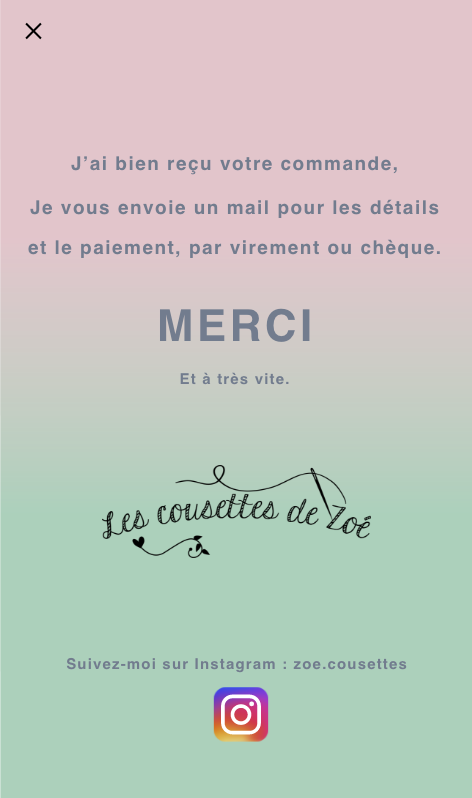 J’ai bien reçu votre commande,
Je vous envoie un mail pour les détails
et le paiement, par virement ou chèque.
MERCI
Et à très vite.
Les cousettes de Zoé
Suivez-moi sur Instagram : zoe.cousettes